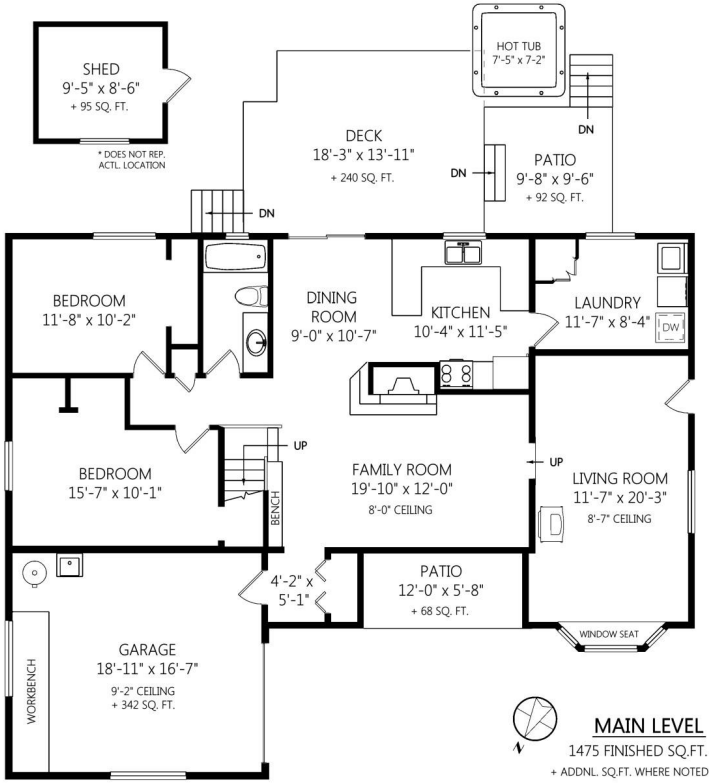 SHED
9'-5" x 8'-6"
+ 95 SQ. FT.
* DOES NOT REP.
ACTL. LOCATION
HOT TUB
7'-5" x 7'-2"
DN
DECK
18'-3" x 13'-11"
+ 240 SQ. FT.
DN
PATIO
9'-8" x 9'-6"
+ 92 SQ. FT.
DN
BEDROOM
11'-8" x 10'-2"
DINING
ROOM
9'-0" x 10'-7"
KITCHEN
10'-4" x 11'-5"
LAUNDRY
11'-7" x 8'-4"
DW
BEDROOM
15'-7" x 10'-1"
UP
BENCH
FAMILY ROOM
19'-10" x 12'-0"
8'-0" CEILING
UP
LIVING ROOM
11'-7" x 20'-3"
8'-7" CEILING
4'-2" x
5'-1"
PATIO
12'-0" x 5'-8"
+ 68 SQ. FT.
WINDOW SEAT
GARAGE
18'-11" x 16'-7"
9'-2" CEILING
+ 342 SQ. FT.
WORKBENCH
N
MAIN LEVEL
1475 FINISHED SQ.FT.
+ ADDNL. SQ.FT. WHERE NOTED